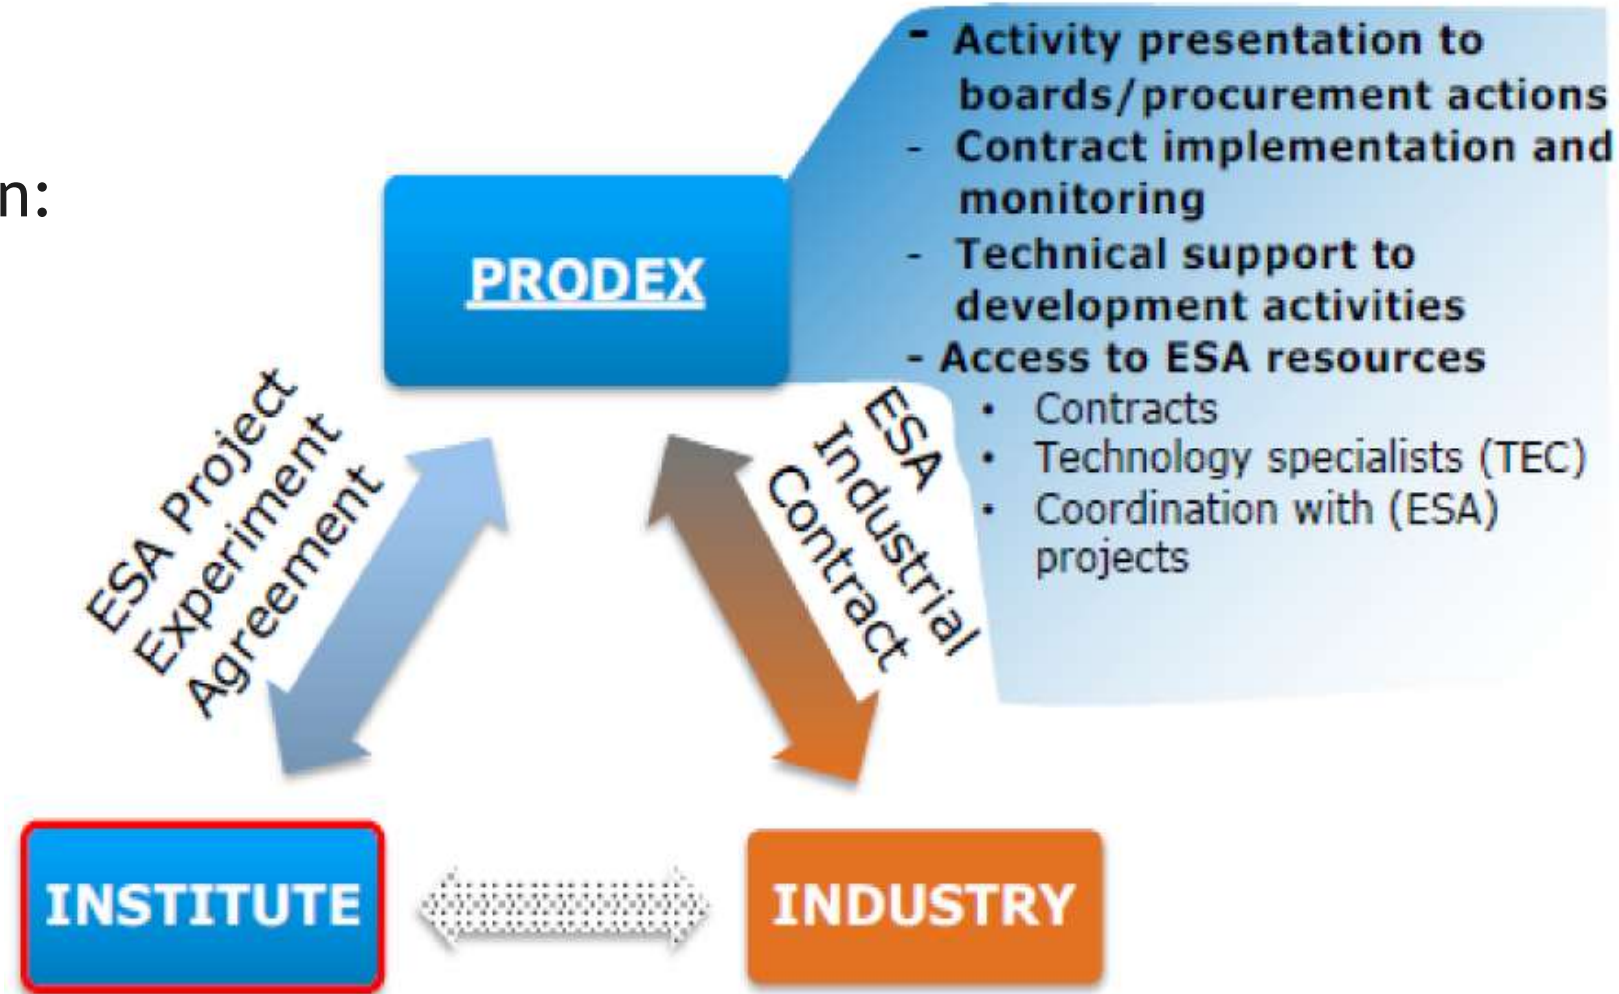 n:
PRODEX
- Activity presentation to
boards/procurement actions
- Contract implementation and
monitoring
- Technical support to
development activities
- Access to ESA resources
• Contracts
• Technology specialists (TEC)
• Coordination with (ESA)
projects
ESA Project
Experiment
Agreement
ESA
Industrial
Contract
INSTITUTE
INDUSTRY